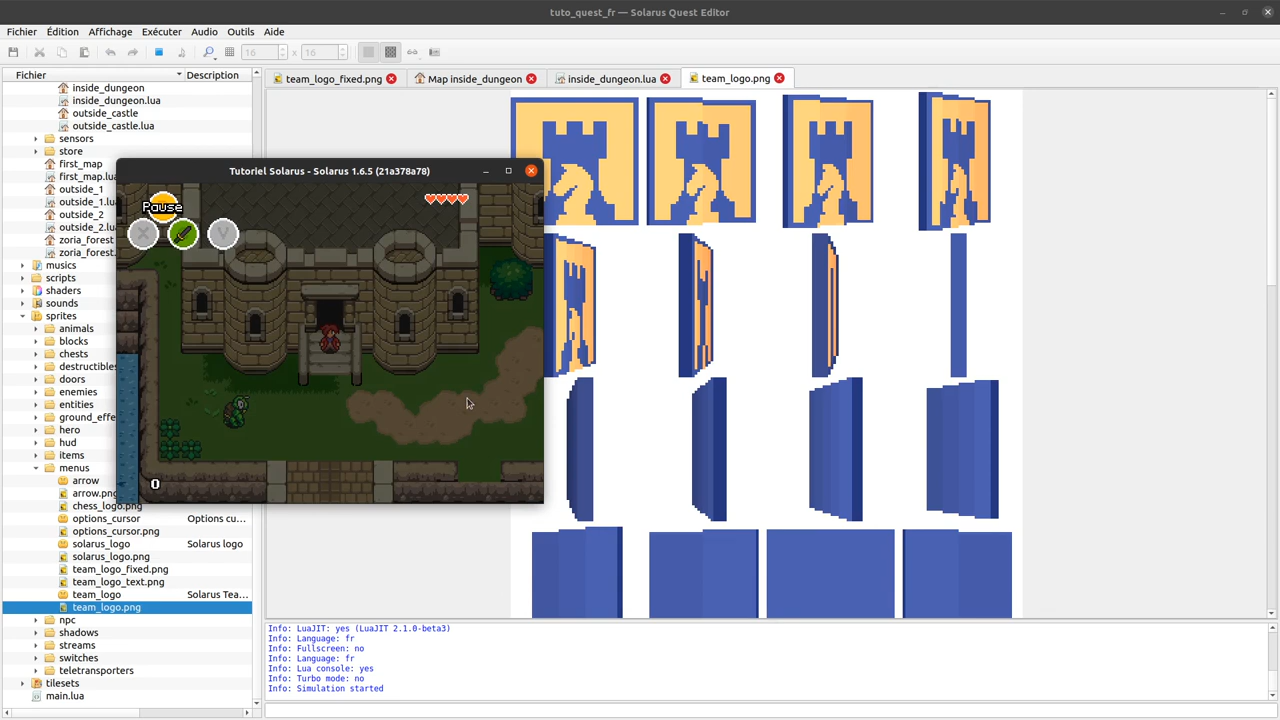 tuto_quest_fr — Solarus Quest Editor
Fichier Édition Affichage Exécuter Audio Outils Aide
16 x 16
Fichier Description
team_logo_fixed.png Map inside_dungeon inside_dungeon.lua team_logo.png
inside_dungeon
inside_dungeon.lua
outside_castle
outside_castle.lua
sensors
store
first_map
first_map.lua
outside_1
outside_1.lu
outside_2
outside_2.lu
zoria_forest
zoria_forest.
musics
scripts
shaders
sounds
sprites
animals
blocks
chests
destructibles
doors
enemies
entities
ground_effe
hero
hud
items
menus
arrow
arrow.png
chess_logo.png
options_cursor Options cu...
options_cursor.png
solarus_logo Solarus logo
solarus_logo.png
team_logo_fixed.png
team_logo_text.png
team_logo Solarus Tea...
team_logo.png
npc
shadows
streams
switches
teletransporters
tilesets
main.lua
Tutoriel Solarus - Solarus 1.6.5 (21a378a78)
Pause
X
Y
0
Info: LuaJIT: yes (LuaJIT 2.1.0-beta3)
Info: Language: fr
Info: Fullscreen: no
Info: Language: fr
Info: Lua console: yes
Info: Turbo mode: no
Info: Simulation started